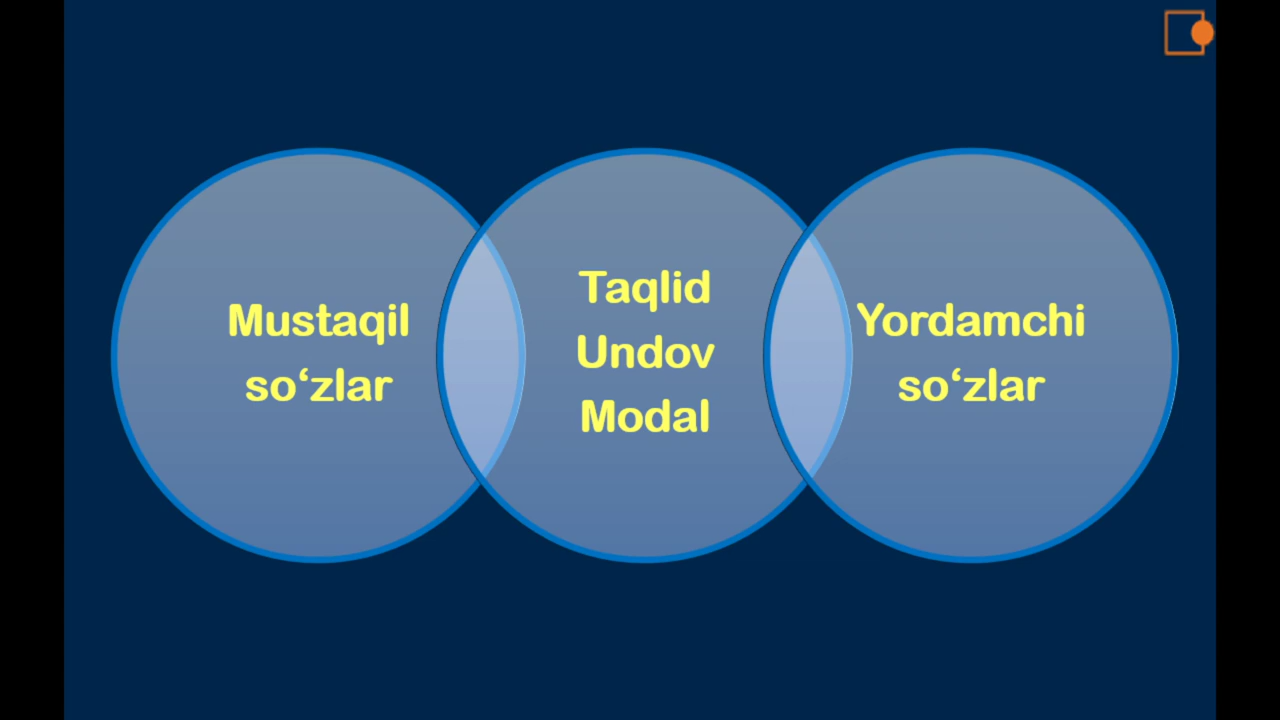 Mustaqil
so‘zlar
Taqlid
Undov
Modal
Yordamchi
so‘zlar